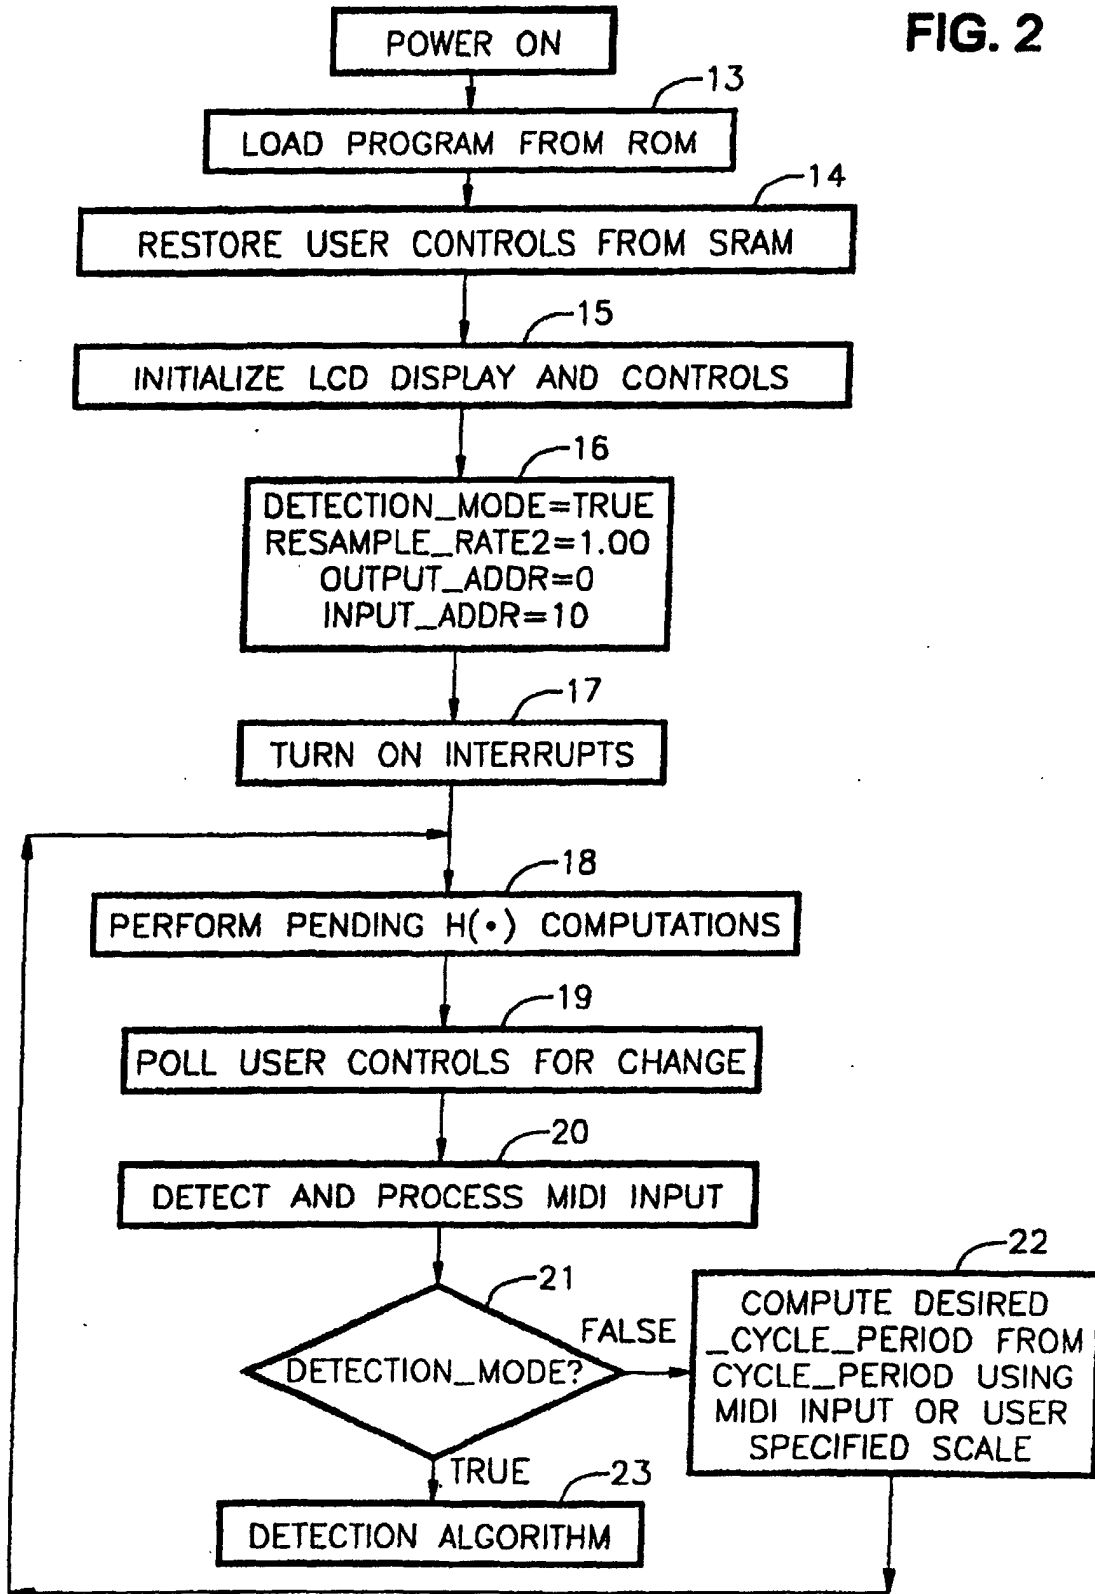 FIG. 2
POWER ON
13
LOAD PROGRAM FROM ROM
14
RESTORE USER CONTROLS FROM SRAM
15
INITIALIZE LCD DISPLAY AND CONTROLS
16
DETECTION_MODE=TRUE
RESAMPLE_RATE2=1.00
OUTPUT_ADDR=0
INPUT_ADDR=10
17
TURN ON INTERRUPTS
18
PERFORM PENDING H(•) COMPUTATIONS
19
POLL USER CONTROLS FOR CHANGE
20
DETECT AND PROCESS MIDI INPUT
21
DETECTION_MODE?
FALSE
22
COMPUTE DESIRED
_CYCLE_PERIOD FROM
CYCLE_PERIOD USING
MIDI INPUT OR USER
SPECIFIED SCALE
TRUE
23
DETECTION ALGORITHM